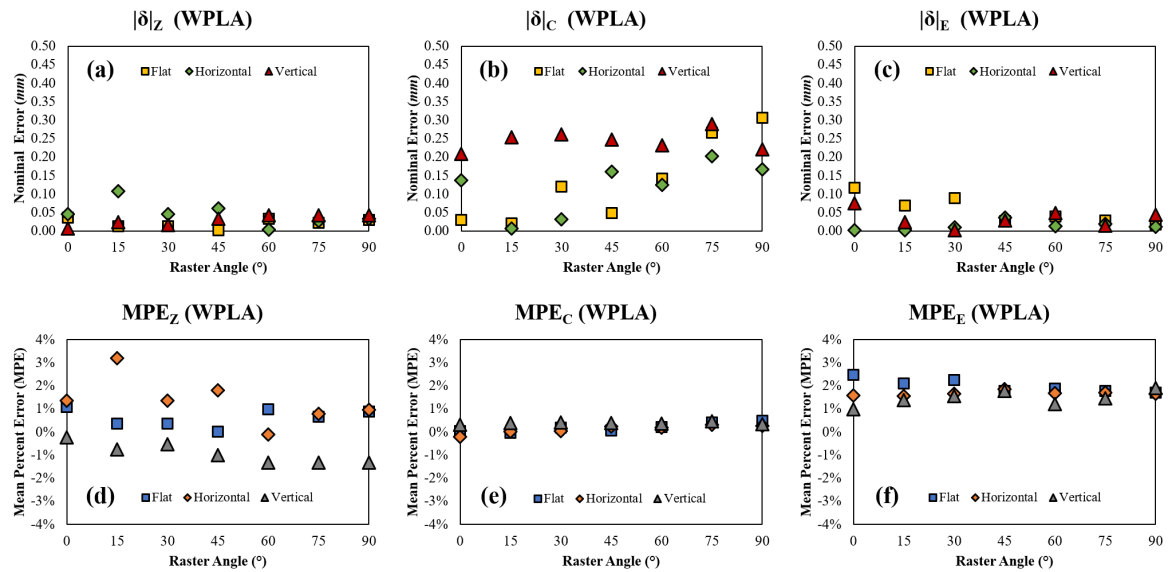 |δ|Z (WPLA)
Nominal Error (mm)
0.50
0.45
0.40
0.35
0.30
0.25
0.20
0.15
0.10
0.05
0.00
(a)
Flat Horizontal Vertical
0 15 30 45 60 75 90
Raster Angle (°)
|δ|C (WPLA)
Nominal Error (mm)
0.50
0.45
0.40
0.35
0.30
0.25
0.20
0.15
0.10
0.05
0.00
(b)
Flat Horizontal Vertical
0 15 30 45 60 75 90
Raster Angle (°)
|δ|E (WPLA)
Nominal Error (mm)
0.50
0.45
0.40
0.35
0.30
0.25
0.20
0.15
0.10
0.05
0.00
(c)
Flat Horizontal Vertical
0 15 30 45 60 75 90
Raster Angle (°)
MPEZ (WPLA)
Mean Percent Error (MPE)
4%
3%
2%
1%
0%
-1%
-2%
-3%
-4%
(d)
Flat Horizontal Vertical
0 15 30 45 60 75 90
Raster Angle (°)
MPEC (WPLA)
Mean Percent Error (MPE)
4%
3%
2%
1%
0%
-1%
-2%
-3%
-4%
(e)
Flat Horizontal Vertical
0 15 30 45 60 75 90
Raster Angle (°)
MPEE (WPLA)
Mean Percent Error (MPE)
4%
3%
2%
1%
0%
-1%
-2%
-3%
-4%
(f)
Flat Horizontal Vertical
0 15 30 45 60 75 90
Raster Angle (°)